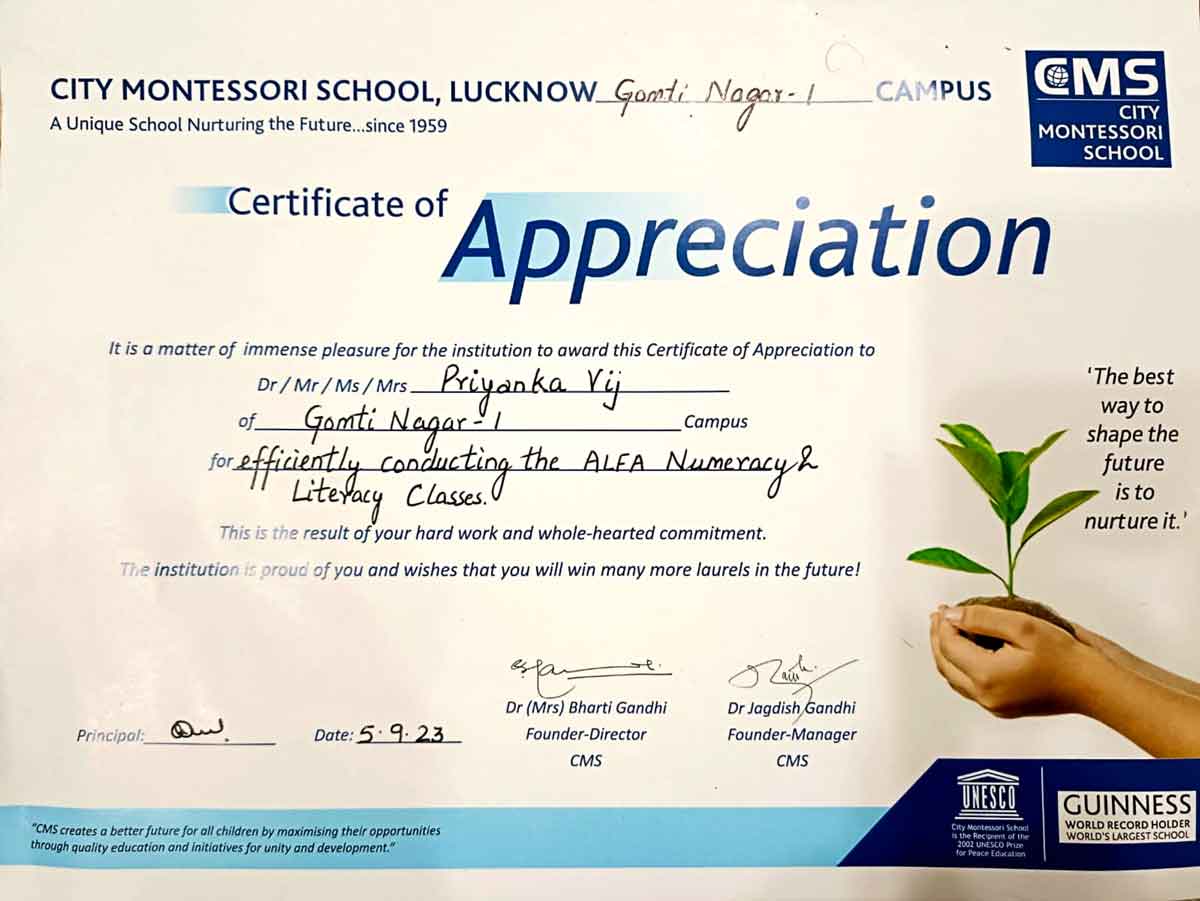 CITY MONTESSORI SCHOOL, LUCKNOW Gomti Nagar-1 CAMPUS
A Unique School Nurturing the Future...since 1959
CMS
CITY
MONTESSORI
SCHOOL
Certificate of
Appreciation
It is a matter of immense pleasure for the institution to award this Certificate of Appreciation to
Dr / Mr / Ms / Mrs Priyanka Vij
of Gomti Nagar-1 Campus
for efficiently conducting the ALFA Numeracy &
Literacy Classes.
This is the result of your hard work and whole-hearted commitment.
The institution is proud of you and wishes that you will win many more laurels in the future!
'The best
way to
shape the
future
is to
nurture it.'
Principal:
Date: 5.9.23
Dr (Mrs) Bharti Gandhi
Founder-Director
CMS
Dr Jagdish Gandhi
Founder-Manager
CMS
"CMS creates a better future for all children by maximising their opportunities
through quality education and initiatives for unity and development."
UNESCO
City Montessori School
is the Recipient of the
2002 UNESCO Prize
for Peace Education
GUINNESS
WORLD RECORD HOLDER
WORLD'S LARGEST SCHOOL